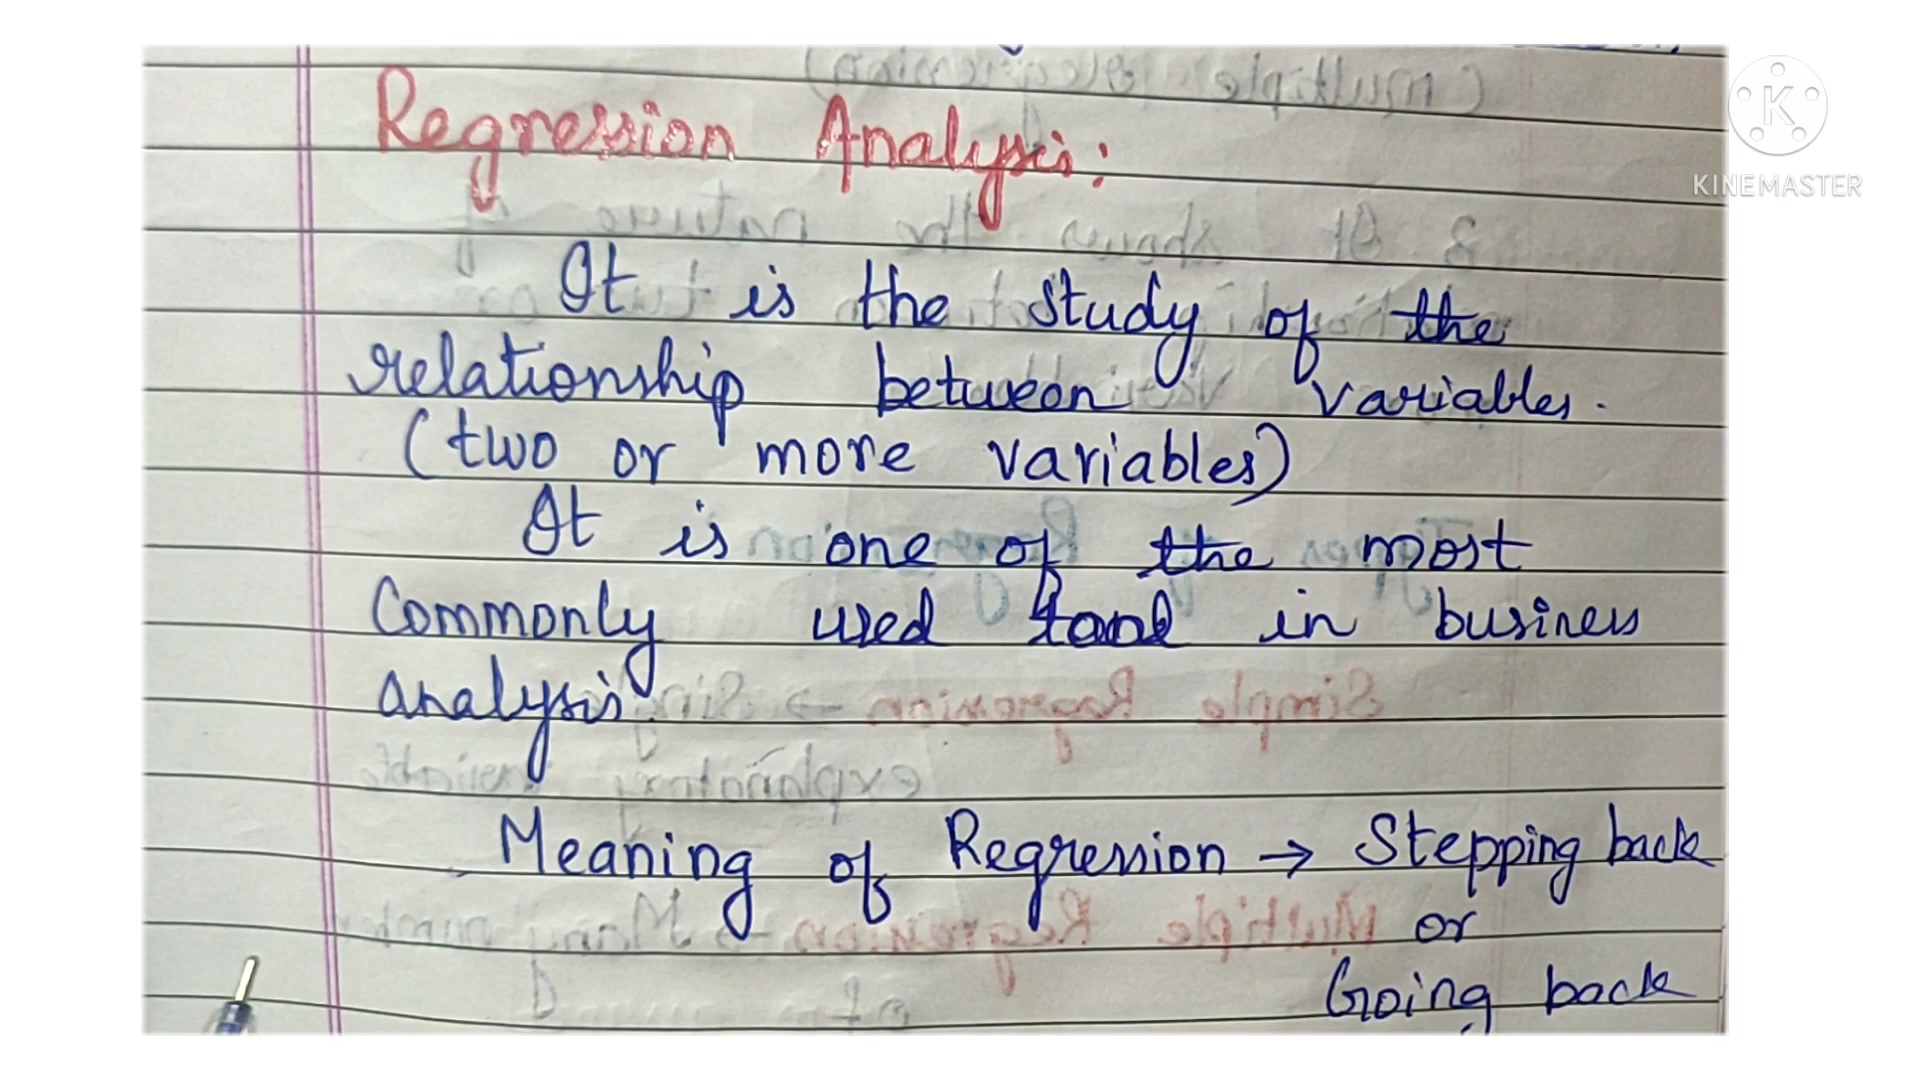 Regression Analysis:
It is the study of the
relationship between variables.
(two or more variables)
It is one of the most
Commonly used tool in business
analysis
Meaning of Regression → Stepping back
or
Going back
K
KINEMASTER